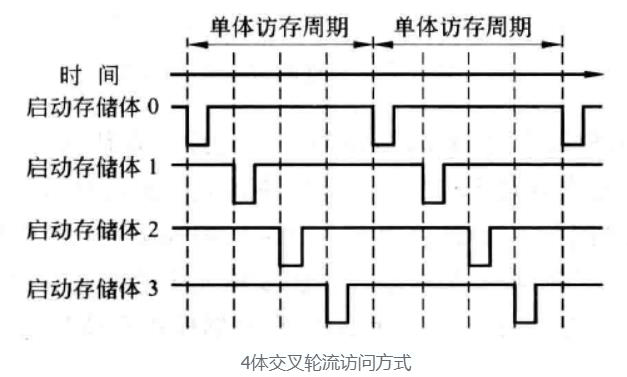 单体访存周期 单体访存周期
时 间
启动存储体 0
启动存储体 1
启动存储体 2
启动存储体 3
4体交叉轮流访问方式